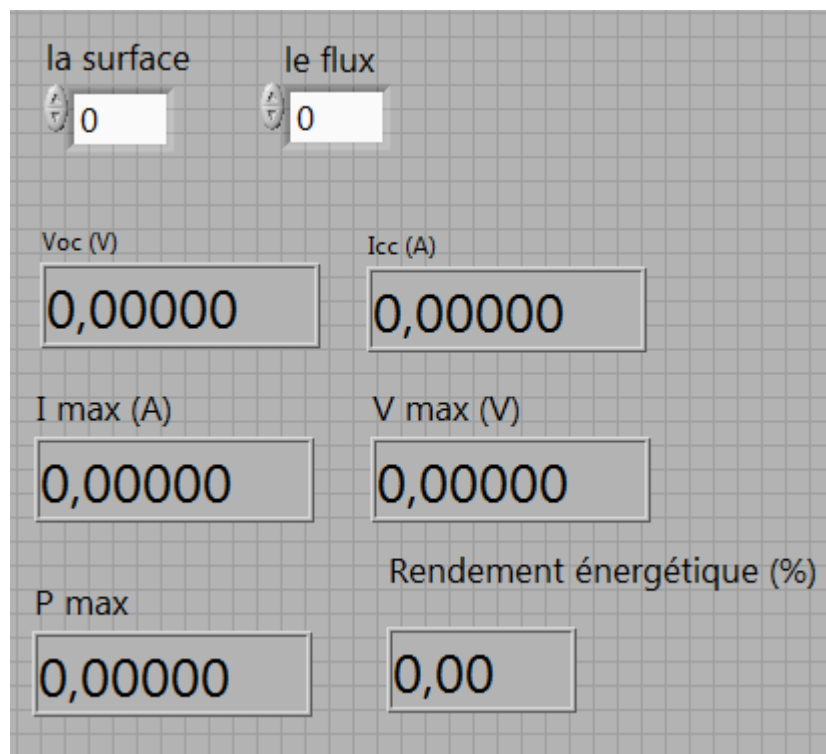 la surface
le flux
0
0
Voc (V)
Icc (A)
0,00000
0,00000
I max (A)
V max (V)
0,00000
0,00000
Rendement énergétique (%)
P max
0,00000
0,00